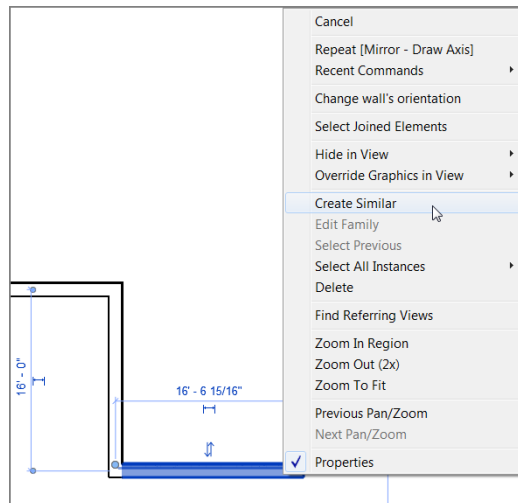 Cancel
Repeat [Mirror - Draw Axis]
Recent Commands
Change wall's orientation
Select Joined Elements
Hide in View
Override Graphics in View
Create Similar
Edit Family
Select Previous
Select All Instances
Delete
Find Referring Views
Zoom In Region
Zoom Out (2x)
Zoom To Fit
Previous Pan/Zoom
Next Pan/Zoom
Properties
16' - 0"
16' - 6 15/16"